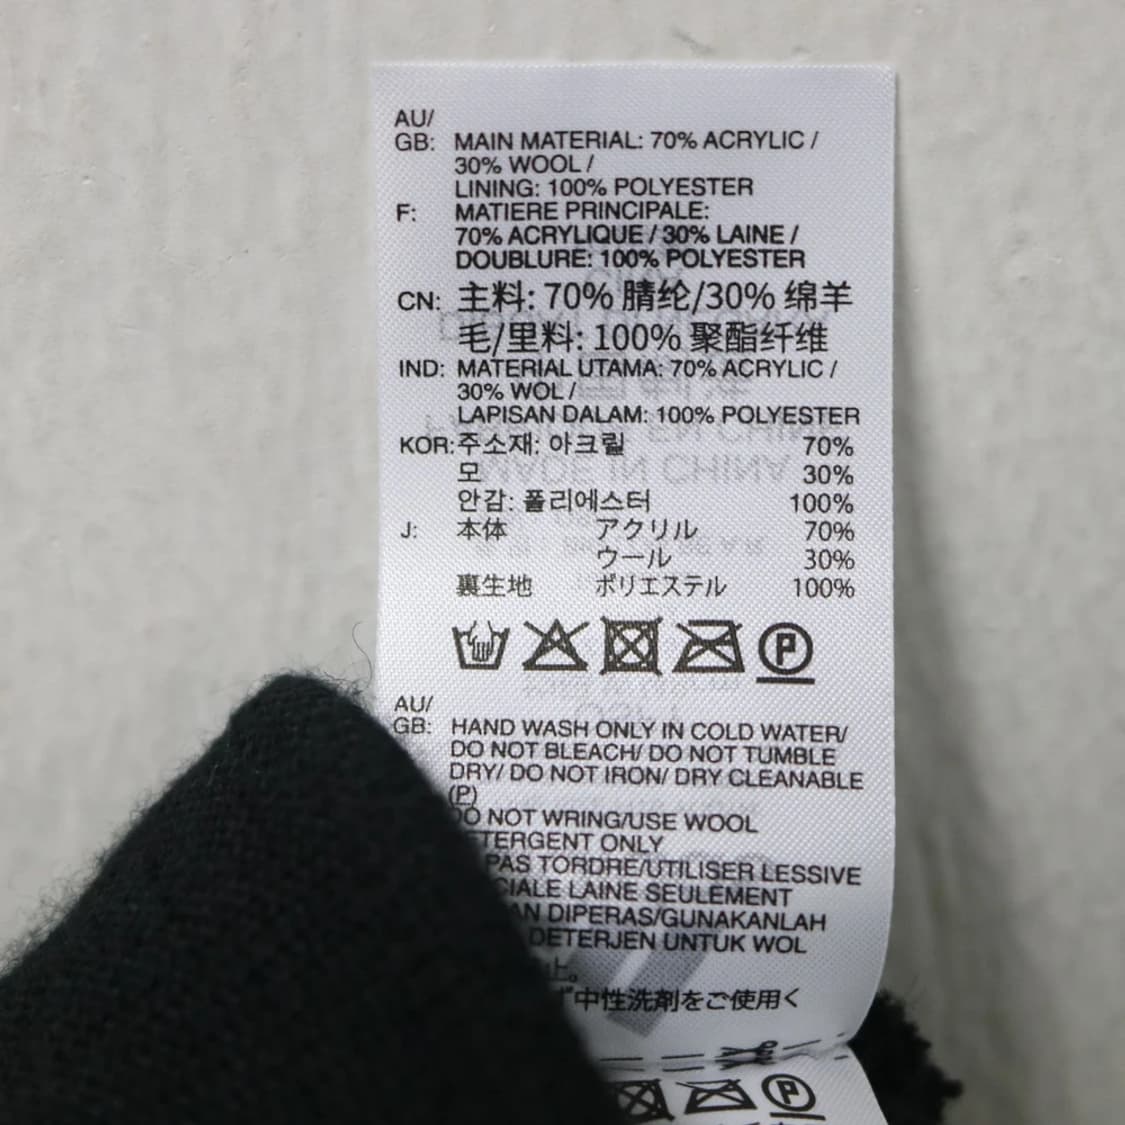 AU/
GB: MAIN MATERIAL: 70% ACRYLIC /
30% WOOL /
LINING: 100% POLYESTER
F: MATIERE PRINCIPALE:
70% ACRYLIQUE / 30% LAINE /
DOUBLURE: 100% POLYESTER
CN: 主料: 70% 腈纶/30% 绵羊
毛/里料: 100% 聚酯纤维
IND: MATERIAL UTAMA: 70% ACRYLIC /
30% WOL /
LAPISAN DALAM: 100% POLYESTER
KOR: 주소재: 아크릴 70%
모 30%
안감: 폴리에스터 100%
J: 本体 アクリル 70%
ウール 30%
裏生地 ポリエステル 100%
P
AU/
GB: HAND WASH ONLY IN COLD WATER/
DO NOT BLEACH/ DO NOT TUMBLE
DRY/ DO NOT IRON/ DRY CLEANABLE
(P)
DO NOT WRING/USE WOOL
TERGENT ONLY
PAS TORDRE/UTILISER LESSIVE
CIALE LAINE SEULEMENT
AN DIPERAS/GUNAKANLAH
DETERJEN UNTUK WOL
止。
ず中性洗剤をご使用く
P